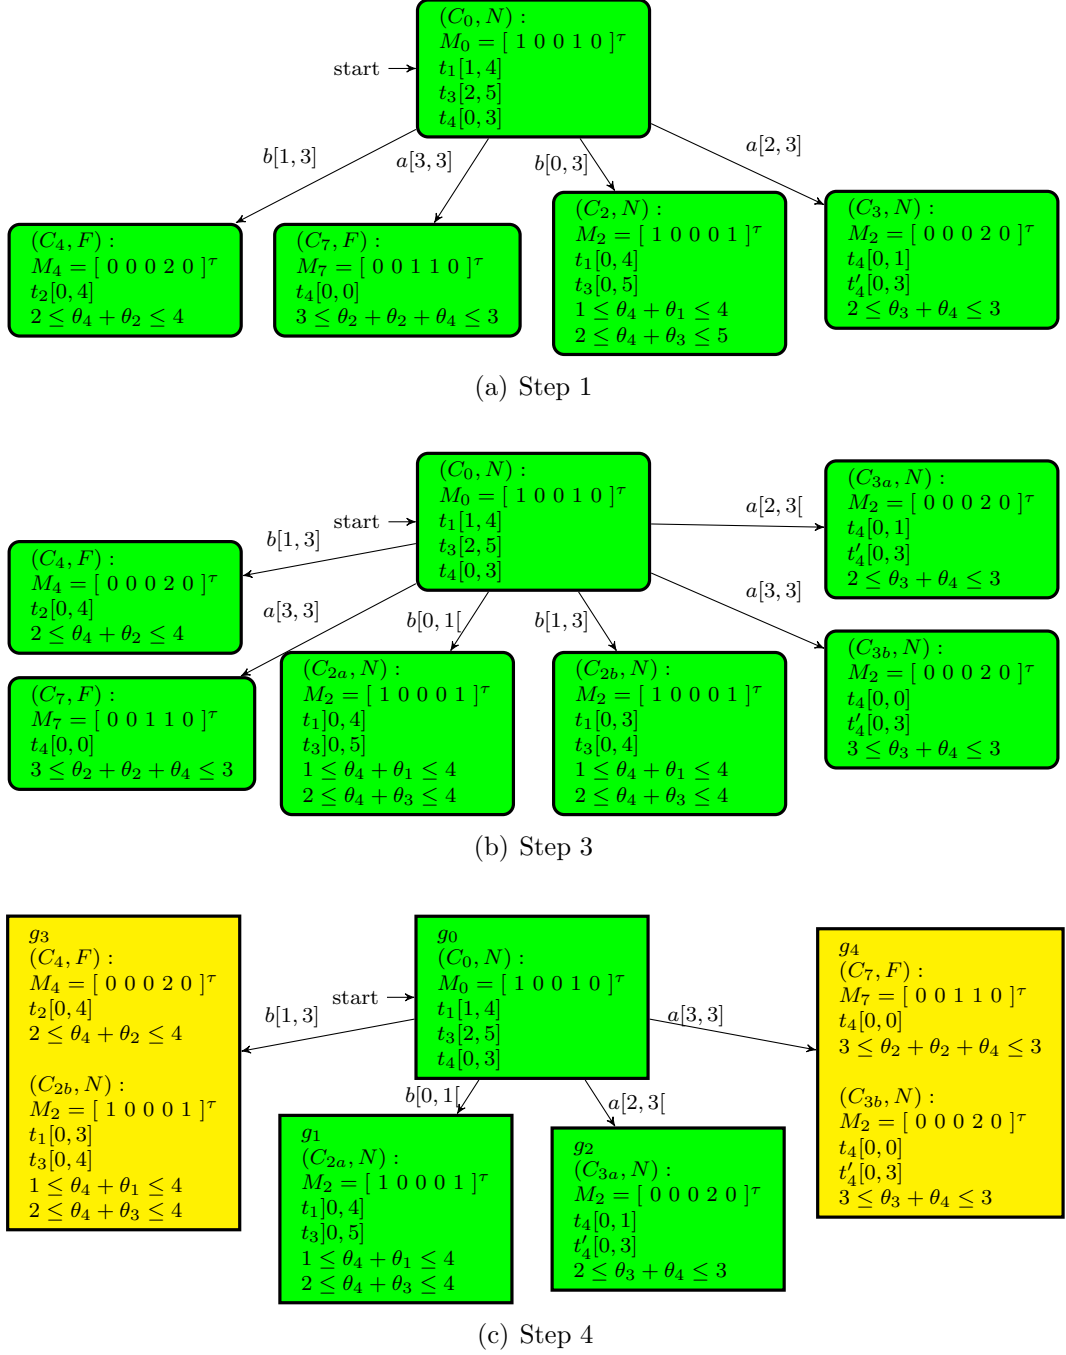 (C₀, N) :
M₀ = [ 1 0 0 1 0 ]^τ
start
t₁[1, 4]
t₃[2, 5]
t₄[0, 3]
b[1, 3]
a[3, 3]
b[0, 3]
a[2, 3]
(C₄, F) :
M₄ = [ 0 0 0 2 0 ]^τ
t₂[0, 4]
2 ≤ θ₄ + θ₂ ≤ 4
(C₇, F) :
M₇ = [ 0 0 1 1 0 ]^τ
t₄[0, 0]
3 ≤ θ₂ + θ₂ + θ₄ ≤ 3
(C₂, N) :
M₂ = [ 1 0 0 0 1 ]^τ
t₁[0, 4]
t₃[0, 5]
1 ≤ θ₄ + θ₁ ≤ 4
2 ≤ θ₄ + θ₃ ≤ 5
(C₃, N) :
M₂ = [ 0 0 0 2 0 ]^τ
t₄[0, 1]
t′₄[0, 3]
2 ≤ θ₃ + θ₄ ≤ 3
(a) Step 1
(C₀, N) :
M₀ = [ 1 0 0 1 0 ]^τ
start
t₁[1, 4]
t₃[2, 5]
t₄[0, 3]
b[1, 3]
a[3, 3]
b[0, 1[
b[1, 3]
a[2, 3[
a[3, 3]
(C₃ₐ, N) :
M₂ = [ 0 0 0 2 0 ]^τ
t₄[0, 1]
t′₄[0, 3]
2 ≤ θ₃ + θ₄ ≤ 3
(C₄, F) :
M₄ = [ 0 0 0 2 0 ]^τ
t₂[0, 4]
2 ≤ θ₄ + θ₂ ≤ 4
(C₇, F) :
M₇ = [ 0 0 1 1 0 ]^τ
t₄[0, 0]
3 ≤ θ₂ + θ₂ + θ₄ ≤ 3
(C₂ₐ, N) :
M₂ = [ 1 0 0 0 1 ]^τ
t₁]0, 4]
t₃]0, 5]
1 ≤ θ₄ + θ₁ ≤ 4
2 ≤ θ₄ + θ₃ ≤ 4
(C_2b, N) :
M₂ = [ 1 0 0 0 1 ]^τ
t₁[0, 3]
t₃[0, 4]
1 ≤ θ₄ + θ₁ ≤ 4
2 ≤ θ₄ + θ₃ ≤ 4
(C_3b, N) :
M₂ = [ 0 0 0 2 0 ]^τ
t₄[0, 0]
t′₄[0, 3]
3 ≤ θ₃ + θ₄ ≤ 3
(b) Step 3
g₃
(C₄, F) :
M₄ = [ 0 0 0 2 0 ]^τ
t₂[0, 4]
2 ≤ θ₄ + θ₂ ≤ 4
(C_2b, N) :
M₂ = [ 1 0 0 0 1 ]^τ
t₁[0, 3]
t₃[0, 4]
1 ≤ θ₄ + θ₁ ≤ 4
2 ≤ θ₄ + θ₃ ≤ 4
g₀
(C₀, N) :
M₀ = [ 1 0 0 1 0 ]^τ
start
t₁[1, 4]
t₃[2, 5]
t₄[0, 3]
b[1, 3]
a[3, 3]
b[0, 1[
a[2, 3[
g₄
(C₇, F) :
M₇ = [ 0 0 1 1 0 ]^τ
t₄[0, 0]
3 ≤ θ₂ + θ₂ + θ₄ ≤ 3
(C_3b, N) :
M₂ = [ 0 0 0 2 0 ]^τ
t₄[0, 0]
t′₄[0, 3]
3 ≤ θ₃ + θ₄ ≤ 3
g₁
(C₂ₐ, N) :
M₂ = [ 1 0 0 0 1 ]^τ
t₁]0, 4]
t₃]0, 5]
1 ≤ θ₄ + θ₁ ≤ 4
2 ≤ θ₄ + θ₃ ≤ 4
g₂
(C₃ₐ, N) :
M₂ = [ 0 0 0 2 0 ]^τ
t₄[0, 1]
t′₄[0, 3]
2 ≤ θ₃ + θ₄ ≤ 3
(c) Step 4